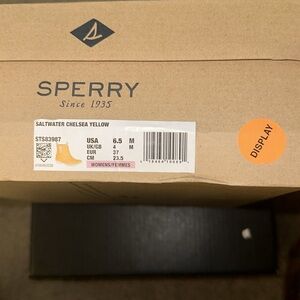 SPERRY
Since 1935
SALTWATER CHELSEA YELLOW
STS83987
USA 6.5 M
UK/GB 4 M
EUR 37
CM 23.5
WOMENS/FEMMES
DISPLAY